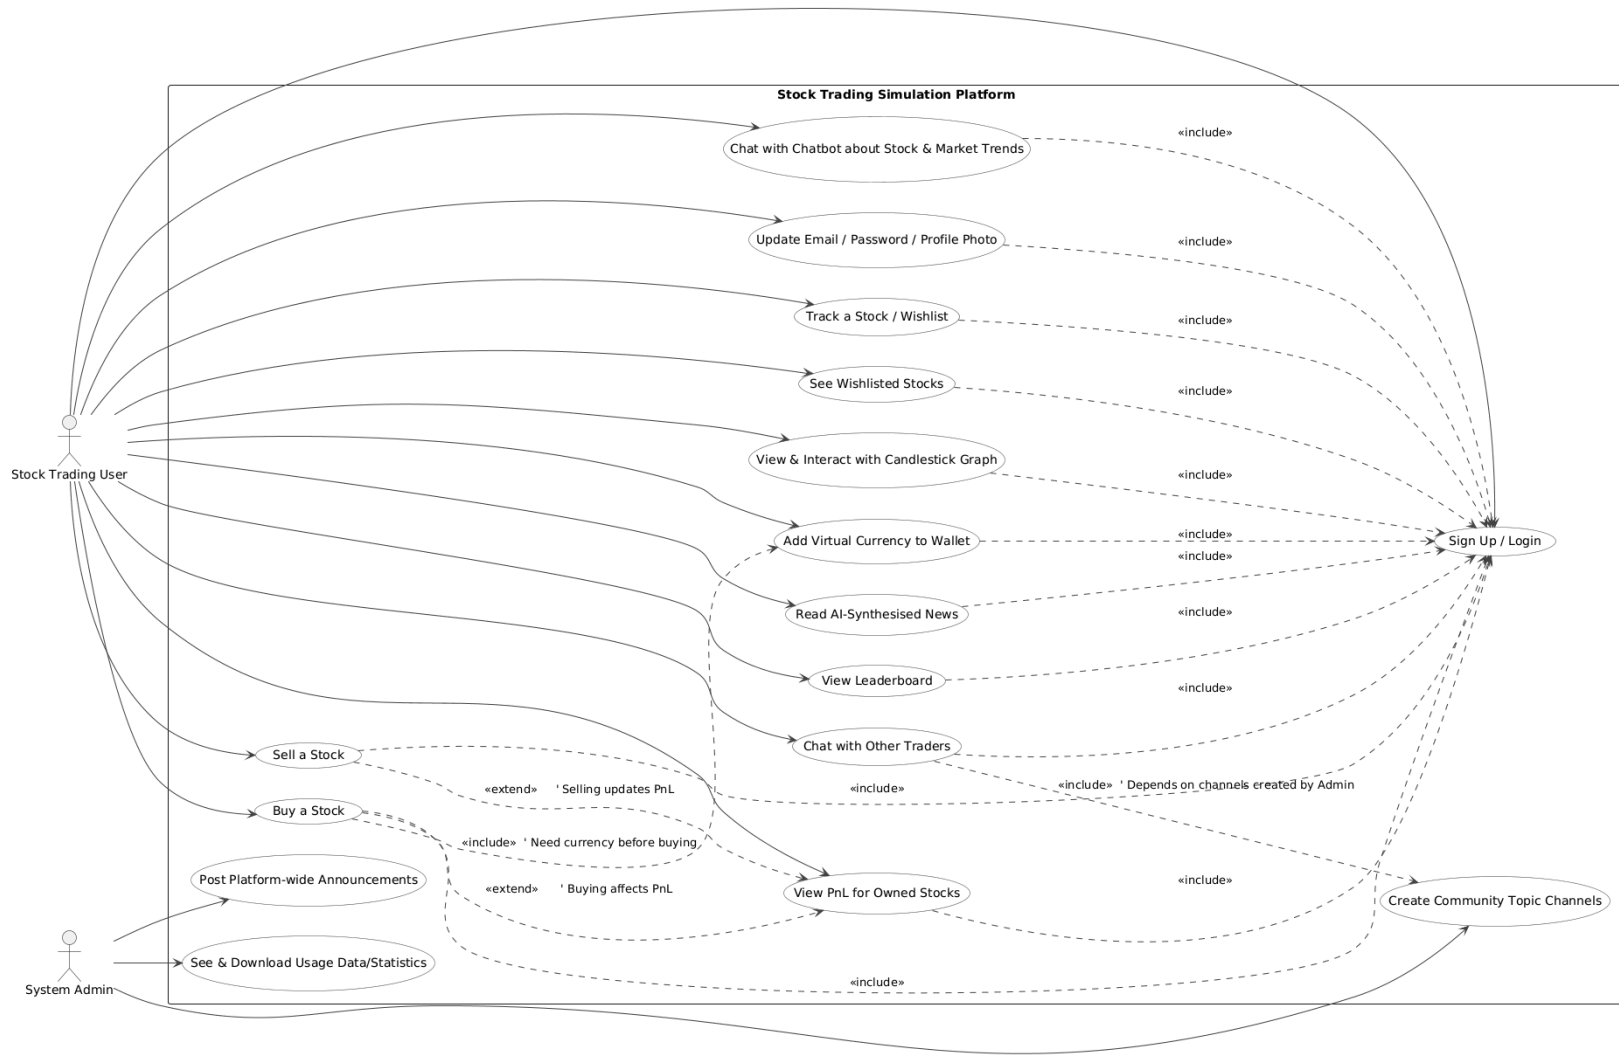 Stock Trading Simulation Platform
Chat with Chatbot about Stock & Market Trends
«include»
Update Email / Password / Profile Photo
«include»
Track a Stock / Wishlist
«include»
See Wishlisted Stocks
«include»
Stock Trading User
View & Interact with Candlestick Graph
«include»
Add Virtual Currency to Wallet
«include»
Sign Up / Login
«include»
Read AI-Synthesised News
«include»
View Leaderboard
«include»
Chat with Other Traders
Sell a Stock
«extend» ' Selling updates PnL
«include»
«include» ' Depends on channels created by Admin
Buy a Stock
«include» ' Need currency before buying
Post Platform-wide Announcements
«extend» ' Buying affects PnL
View PnL for Owned Stocks
«include»
Create Community Topic Channels
See & Download Usage Data/Statistics
System Admin
«include»